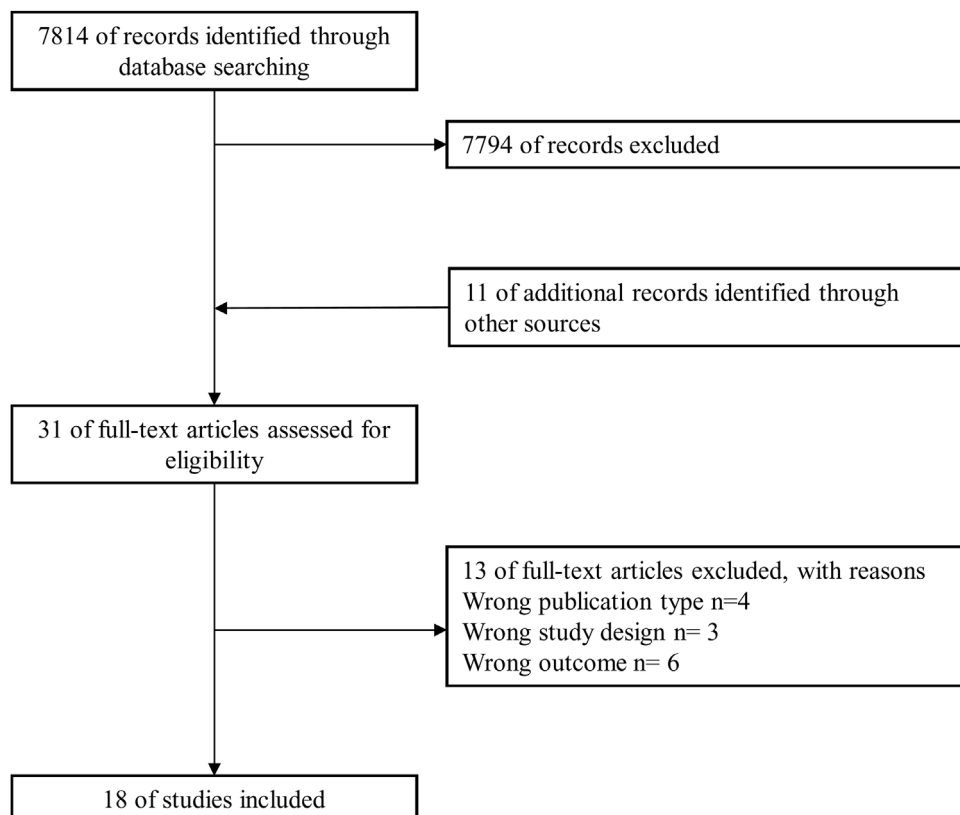 7814 of records identified through
database searching
7794 of records excluded
11 of additional records identified through
other sources
31 of full-text articles assessed for
eligibility
13 of full-text articles excluded, with reasons
Wrong publication type n=4
Wrong study design n= 3
Wrong outcome n= 6
18 of studies included